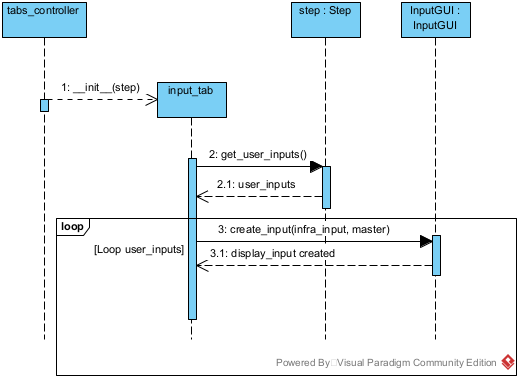 tabs_controller
step : Step
InputGUI :
InputGUI
1: __init__(step)
input_tab
2: get_user_inputs()
2.1: user_inputs
loop
3: create_input(infra_input, master)
[Loop user_inputs]
3.1: display_input created
Powered By Visual Paradigm Community Edition